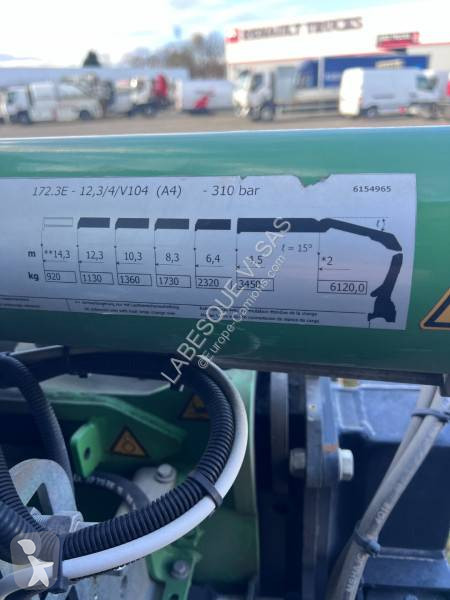 RENAULT TRUCKS
172.3E - 12,3/4/V104 (A4) - 310 bar 6154965
ℓ = 15°
m **14,3 12,3 10,3 8,3 6,4 4,5 *2
kg 920 1130 1360 1730 2320 3450 6120,0
LABESQUE V.I. SAS
©Europe-Camions.com